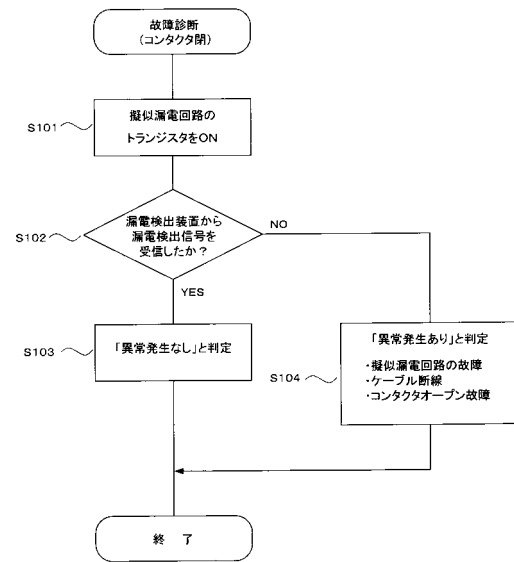 故障診断
(コンタクタ閉)
S101
擬似漏電回路の
トランジスタをON
S102
漏電検出装置から
漏電検出信号を
受信したか？
NO
YES
S103
「異常発生なし」と判定
S104
「異常発生あり」と判定
・擬似漏電回路の故障
・ケーブル断線
・コンタクタオープン故障
終 了